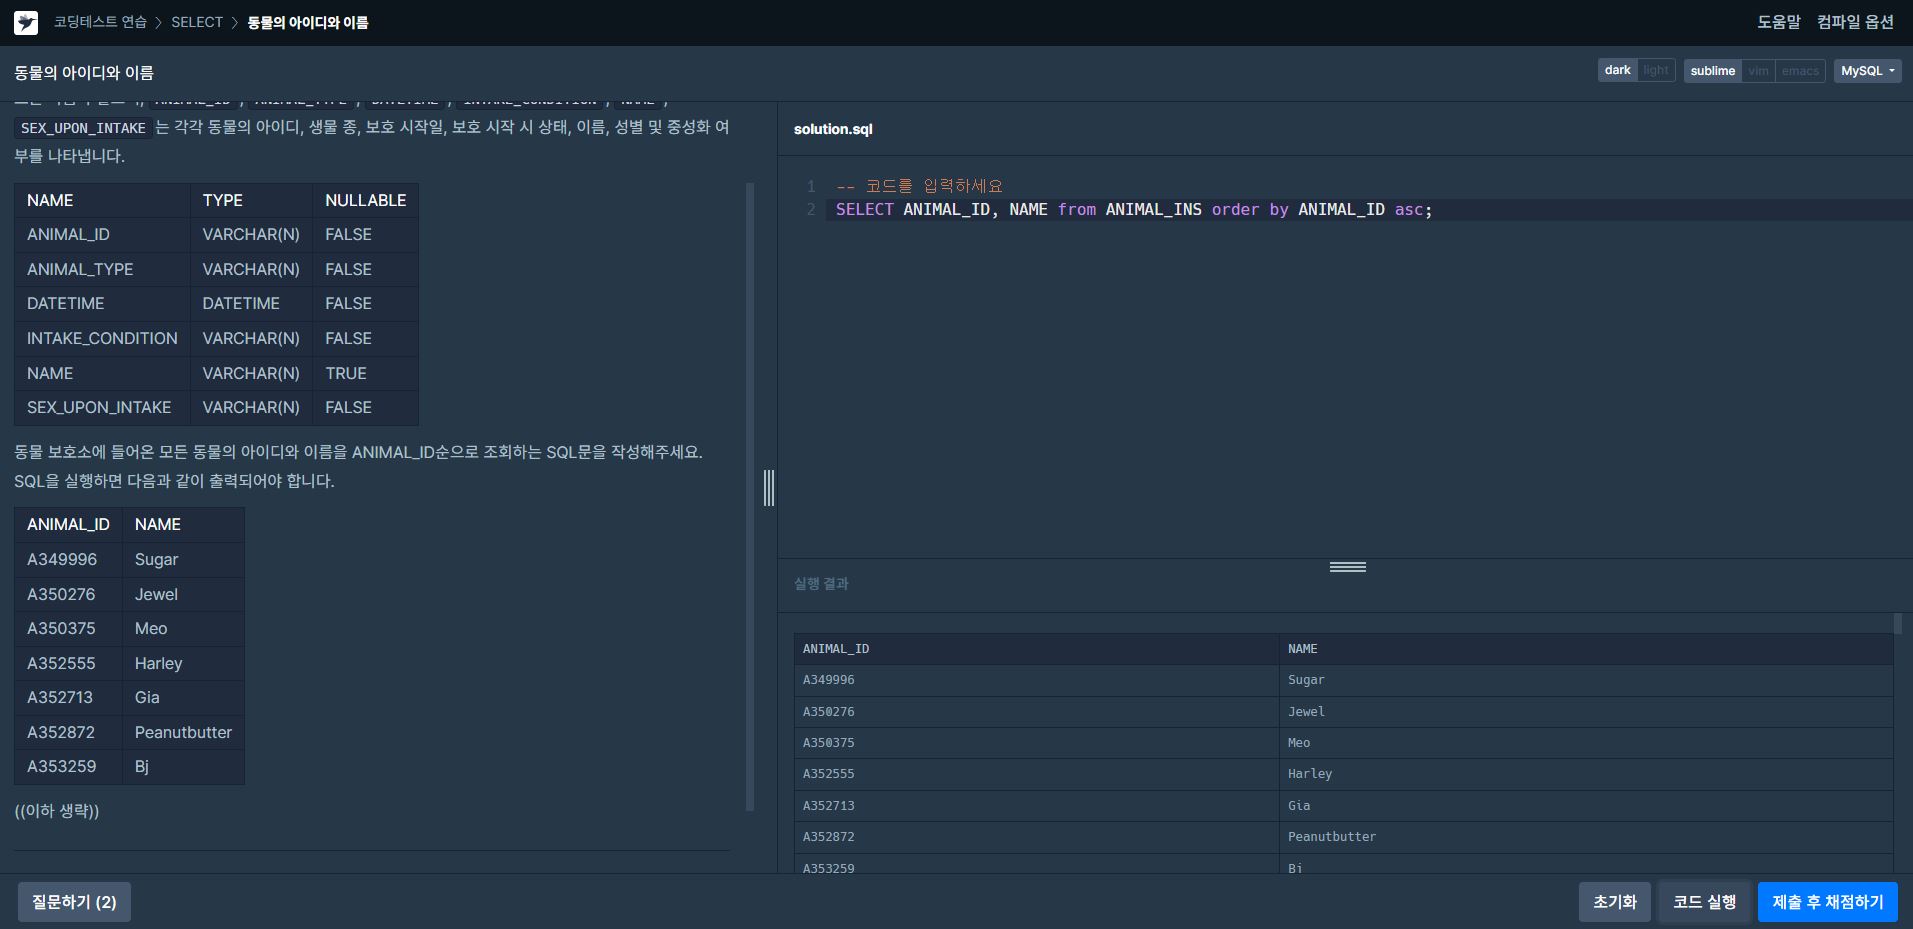 코딩테스트 연습 > SELECT > 동물의 아이디와 이름
도움말 컴파일 옵션
동물의 아이디와 이름
dark light sublime vim emacs MySQL
ANIMAL_ID, ANIMAL_TYPE, DATETIME, INTAKE_CONDITION, NAME,
SEX_UPON_INTAKE 는 각각 동물의 아이디, 생물 종, 보호 시작일, 보호 시작 시 상태, 이름, 성별 및 중성화 여
부를 나타냅니다.
NAME TYPE NULLABLE
ANIMAL_ID VARCHAR(N) FALSE
ANIMAL_TYPE VARCHAR(N) FALSE
DATETIME DATETIME FALSE
INTAKE_CONDITION VARCHAR(N) FALSE
NAME VARCHAR(N) TRUE
SEX_UPON_INTAKE VARCHAR(N) FALSE
동물 보호소에 들어온 모든 동물의 아이디와 이름을 ANIMAL_ID순으로 조회하는 SQL문을 작성해주세요.
SQL을 실행하면 다음과 같이 출력되어야 합니다.
ANIMAL_ID NAME
A349996 Sugar
A350276 Jewel
A350375 Meo
A352555 Harley
A352713 Gia
A352872 Peanutbutter
A353259 Bj
((이하 생략))
질문하기 (2)
solution.sql
1 -- 코드를 입력하세요
2 SELECT ANIMAL_ID, NAME from ANIMAL_INS order by ANIMAL_ID asc;
실행 결과
ANIMAL_ID NAME
A349996 Sugar
A350276 Jewel
A350375 Meo
A352555 Harley
A352713 Gia
A352872 Peanutbutter
A353259 Bj
초기화 코드 실행 제출 후 채점하기